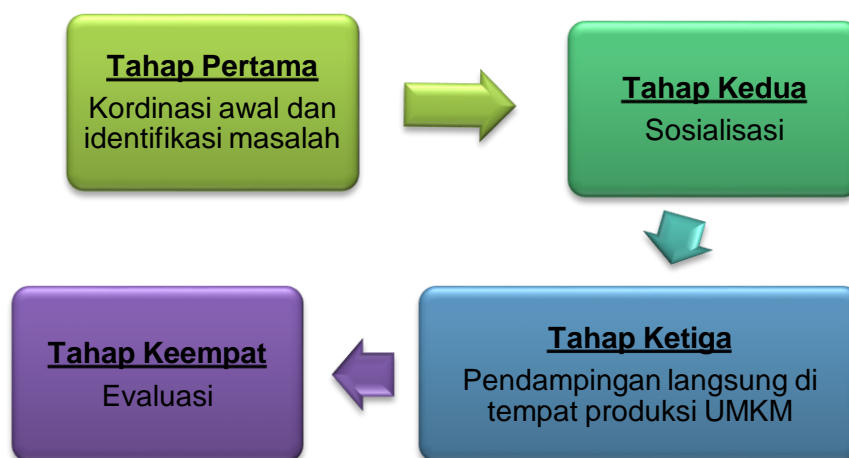 Tahap Pertama
Kordinasi awal dan
identifikasi masalah
Tahap Kedua
Sosialisasi
Tahap Ketiga
Pendampingan langsung di
tempat produksi UMKM
Tahap Keempat
Evaluasi